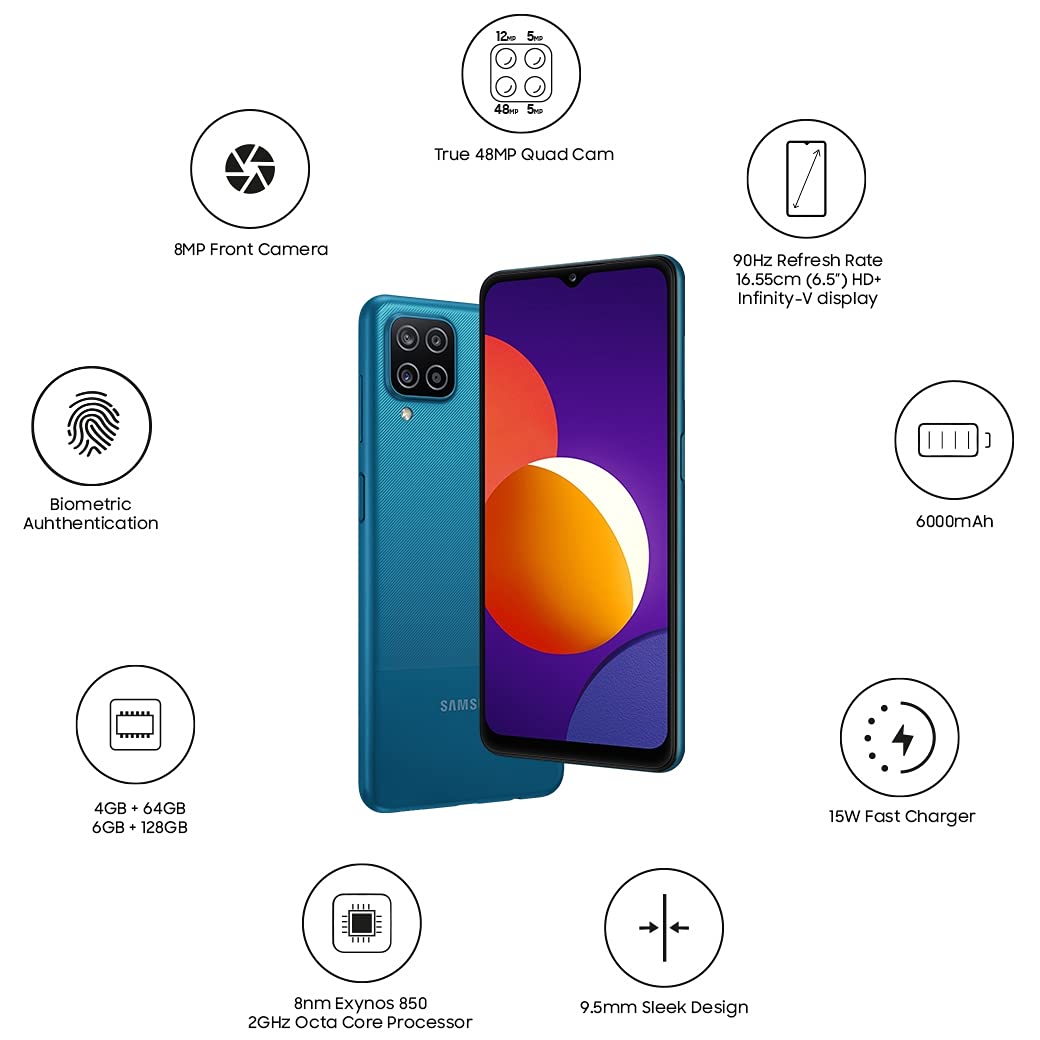 12MP 5MP
48MP 5MP
True 48MP Quad Cam
8MP Front Camera
90Hz Refresh Rate
16.55cm (6.5") HD+
Infinity-V display
Biometric
Auhthentication
6000mAh
SAMS
4GB + 64GB
6GB + 128GB
15W Fast Charger
8nm Exynos 850
2GHz Octa Core Processor
9.5mm Sleek Design